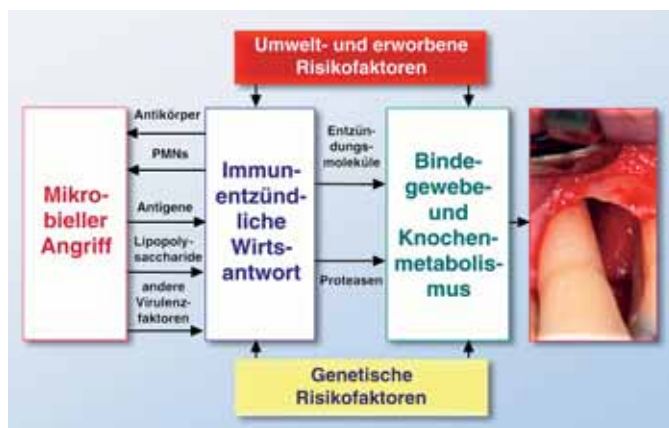 Umwelt- und erworbene
Risikofaktoren
Mikro-
bieller
Angriff
Antikörper
PMNs
Antigene
Lipopoly-
saccharide
andere
Virulenz-
faktoren
Immun-
entzünd-
liche
Wirts-
antwort
Entzün-
dungs-
moleküle
Proteasen
Binde-
gewebe-
und
Knochen-
metabolis-
mus
Genetische
Risikofaktoren